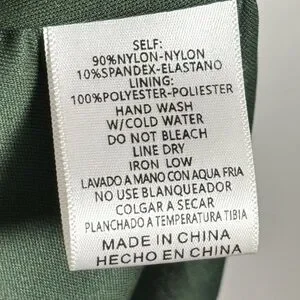 SELF:
90%NYLON-NYLON
10%SPANDEX-ELASTANO
LINING:
100%POLYESTER-POLIESTER
HAND WASH
W/COLD WATER
DO NOT BLEACH
LINE DRY
IRON LOW
LAVADO A MANO CON AQUA FRIA
NO USE BLANQUEADOR
COLGAR A SECAR
PLANCHADO A TEMPERATURA TIBIA
MADE IN CHINA
HECHO EN CHINA